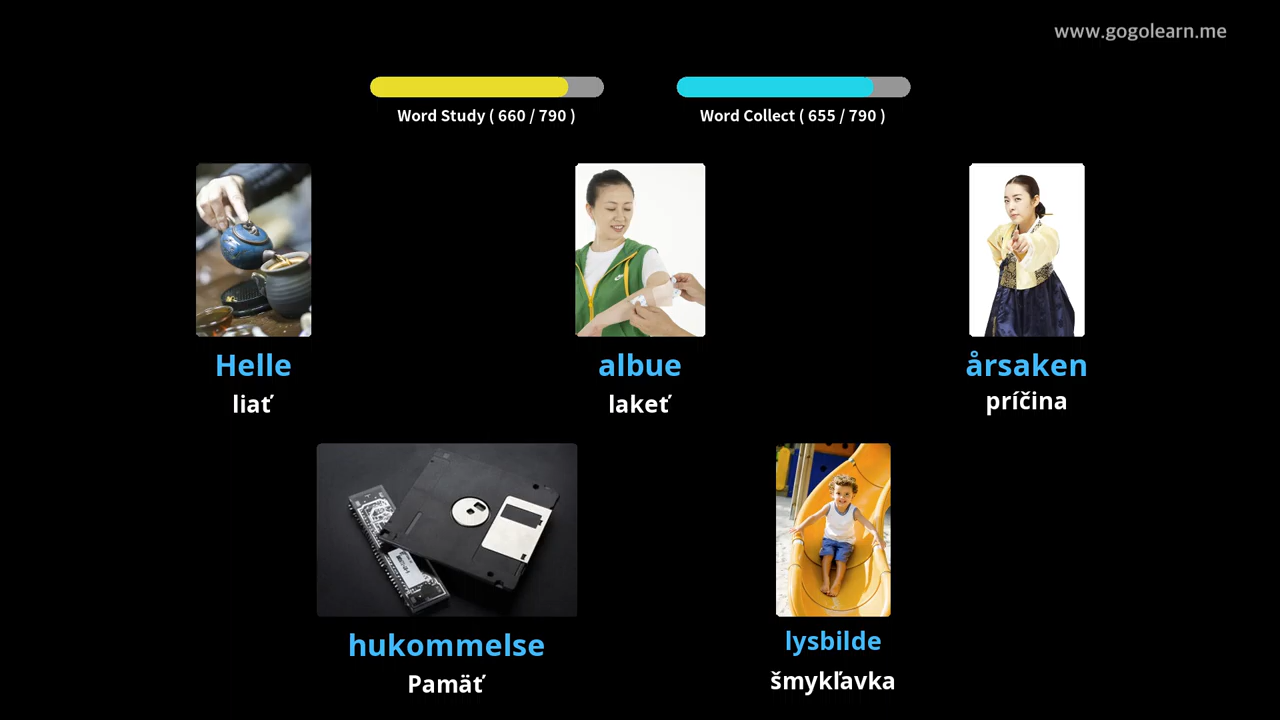 www.gogolearn.me
Word Study ( 660 / 790 )
Word Collect ( 655 / 790 )
Helle
liať
albue
lakeť
årsaken
príčina
hukommelse
Pamäť
lysbilde
šmykľavka